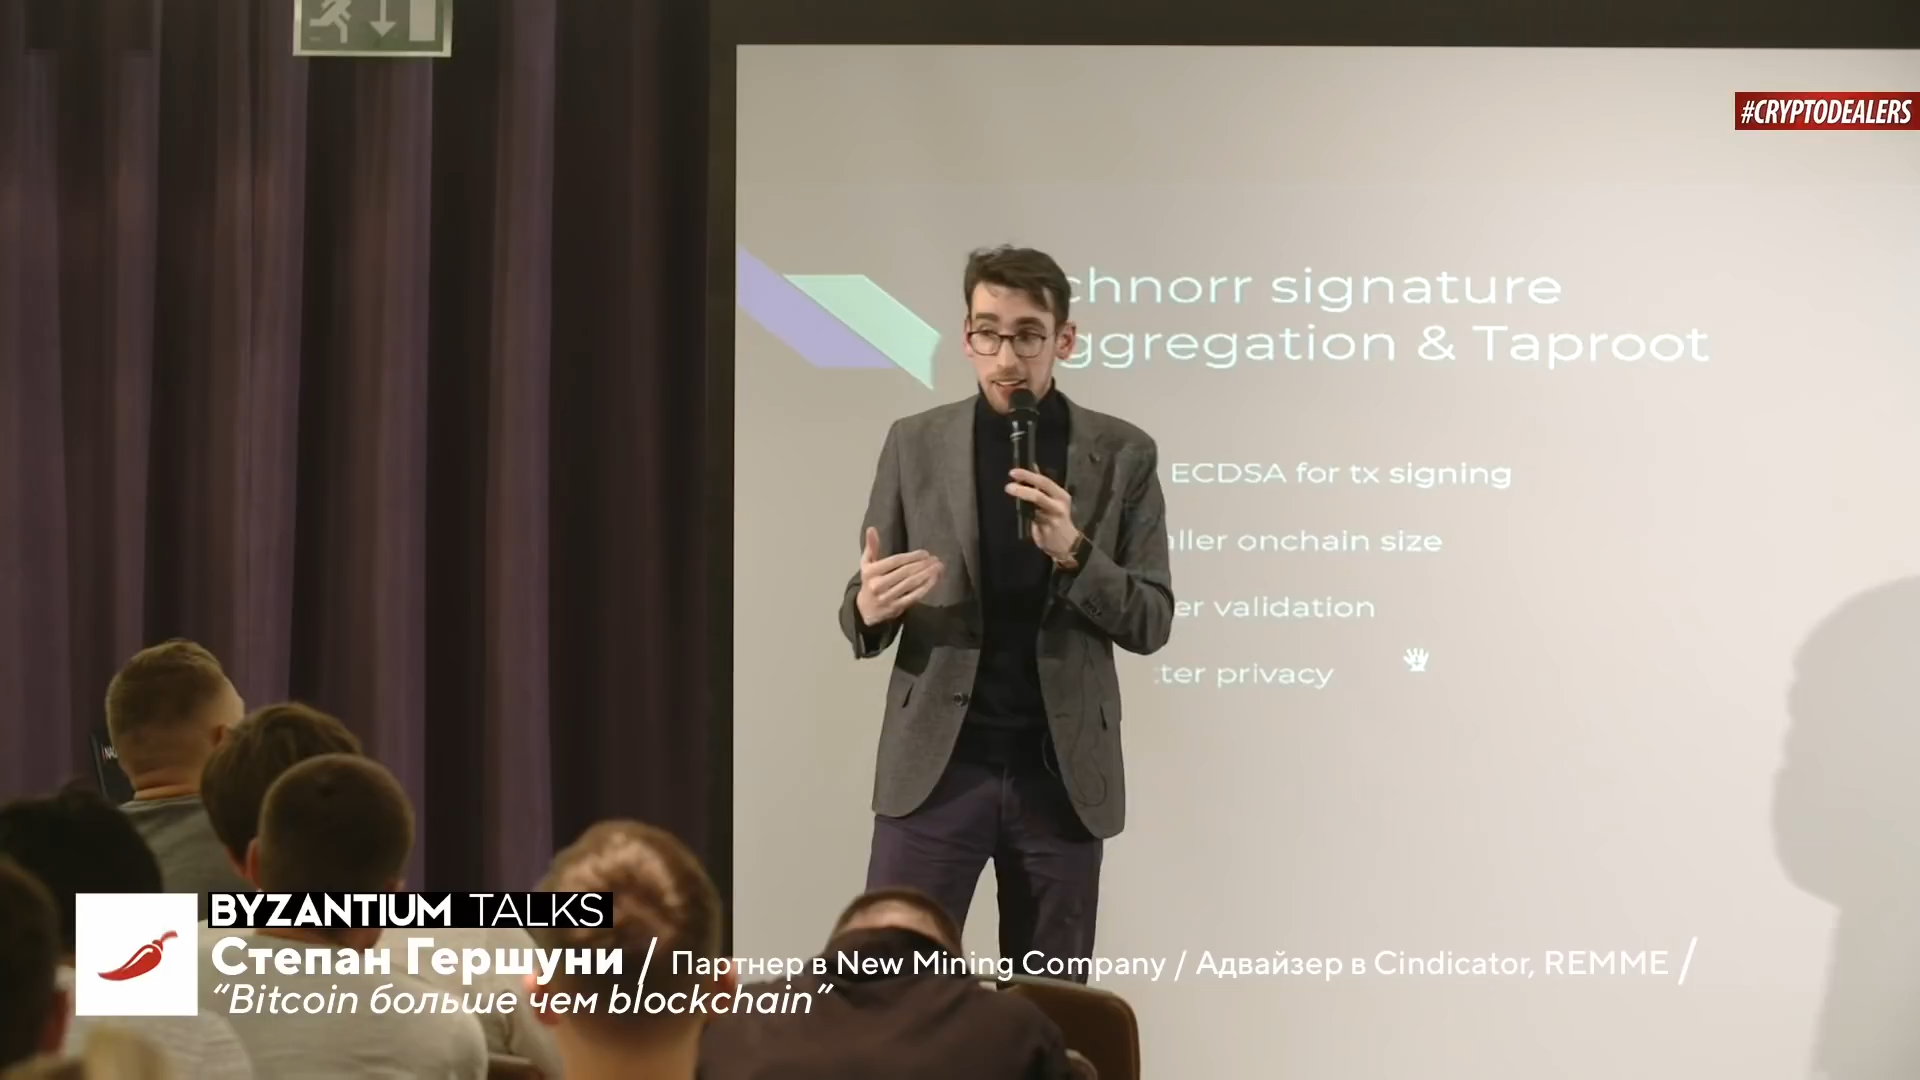 #CRYPTODEALERS
chnorr signature
ggregation & Taproot
ECDSA for tx signing
ller onchain size
er validation
ter privacy
BYZANTIUM TALKS
Степан Гершуни / Партнер в New Mining Company / Адвайзер в Cindicator, REMME /
“Bitcoin больше чем blockchain”